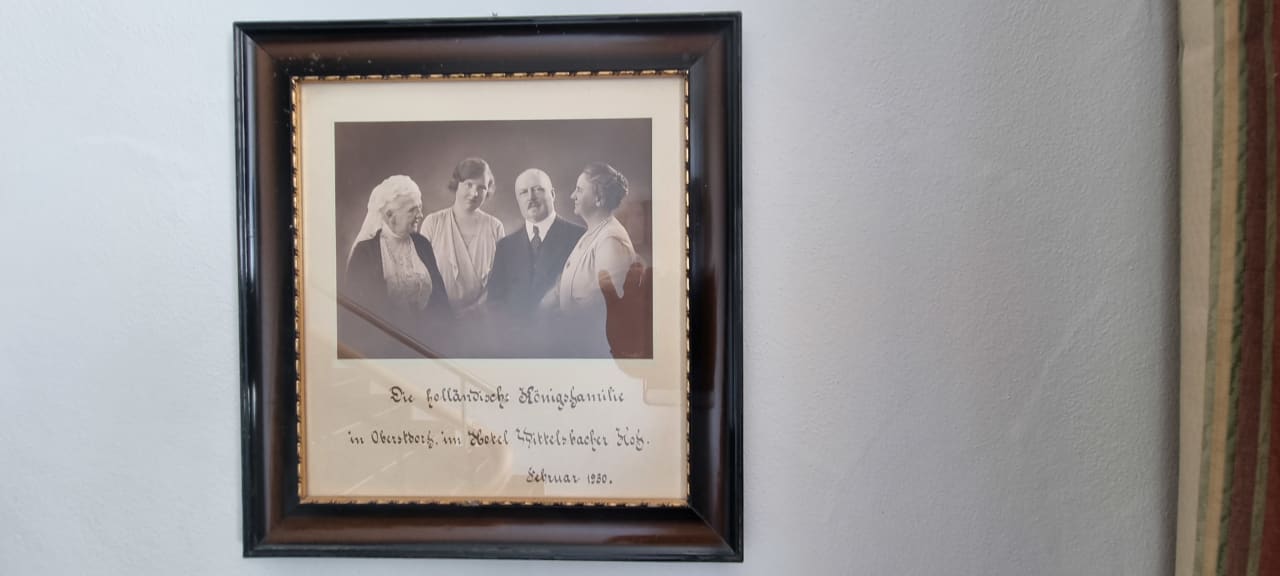 Die holländische Königsfamilie
in Oberstdorf, im Hotel Wittelsbacher Hof.
Februar 1930.